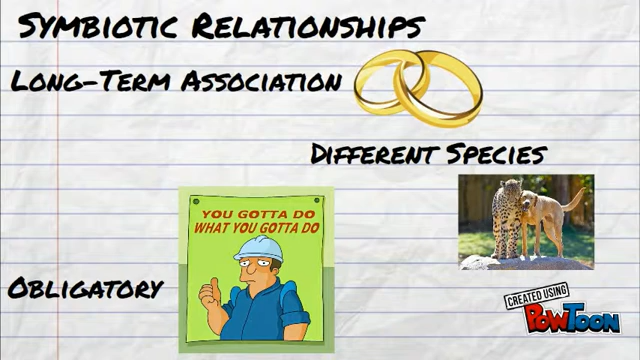 Symbiotic Relationships
Long-Term Association
Different Species
YOU GOTTA DO
WHAT YOU GOTTA DO
Obligatory
CREATED USING
POWTOON